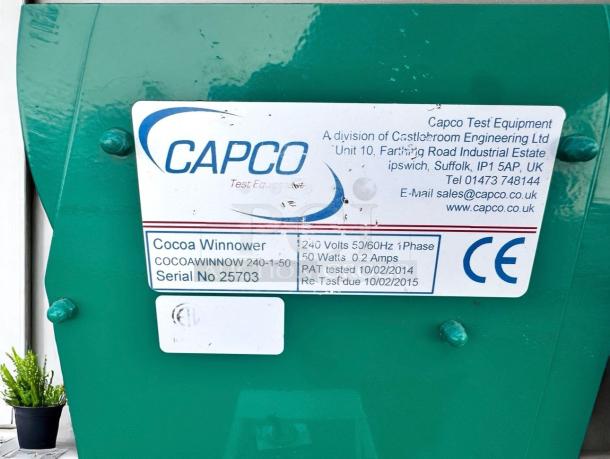 CAPCO
Test Equipment
Capco Test Equipment
A division of Castlebroom Engineering Ltd
Unit 10, Farthing Road Industrial Estate
Ipswich, Suffolk, IP1 5AP, UK
Tel 01473 748144
E-Mail sales@capco.co.uk
www.capco.co.uk
Cocoa Winnower
COCOAWINNOW 240-1-50
Serial No 25703
240 Volts 50/60Hz 1Phase
50 Watts 0.2 Amps
PAT tested 10/02/2014
Re-Test due 10/02/2015
CE